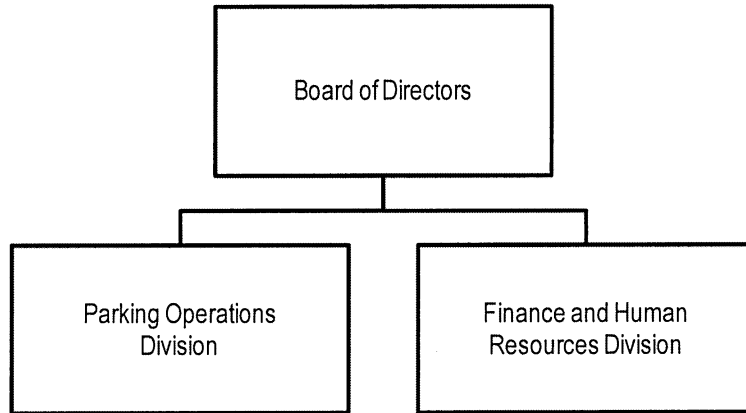 Board of Directors
Parking Operations
Division
Finance and Human
Resources Division